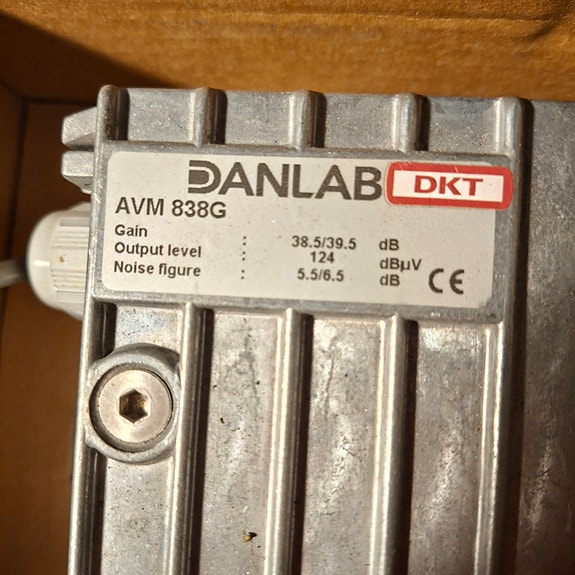 DANLAB DKT
AVM 838G
Gain : 38.5/39.5 dB
Output level : 124 dBµV
Noise figure : 5.5/6.5 dB
CE